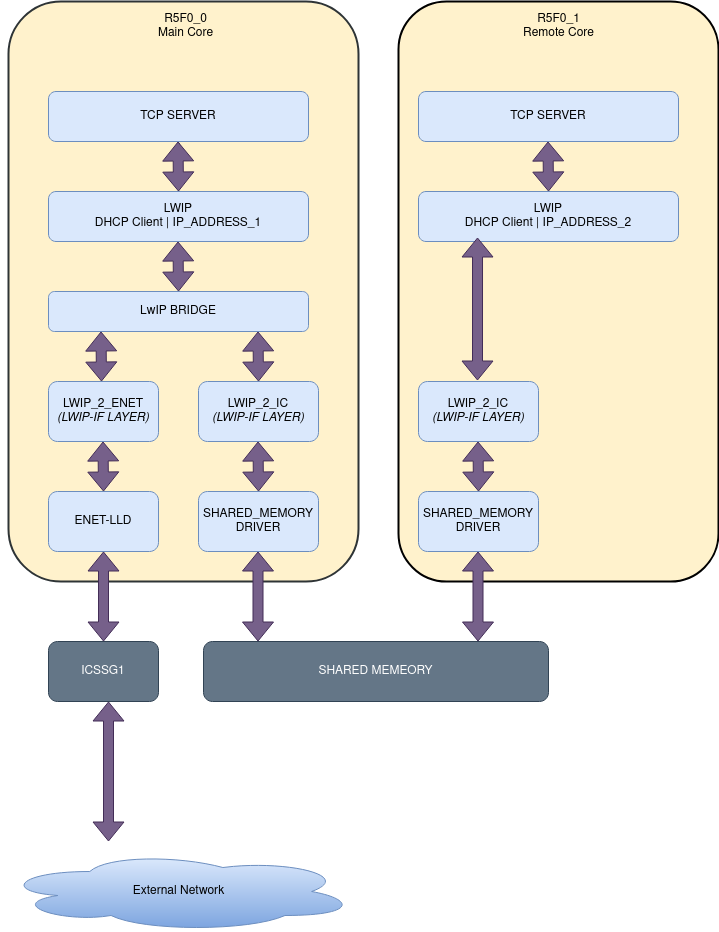 R5F0_0
Main Core
TCP SERVER
LWIP
DHCP Client | IP_ADDRESS_1
LwIP BRIDGE
LWIP_2_ENET
(LWIP-IF LAYER)
LWIP_2_IC
(LWIP-IF LAYER)
ENET-LLD
SHARED_MEMORY
DRIVER
R5F0_1
Remote Core
TCP SERVER
LWIP
DHCP Client | IP_ADDRESS_2
LWIP_2_IC
(LWIP-IF LAYER)
SHARED_MEMORY
DRIVER
ICSSG1
SHARED MEMEORY
External Network